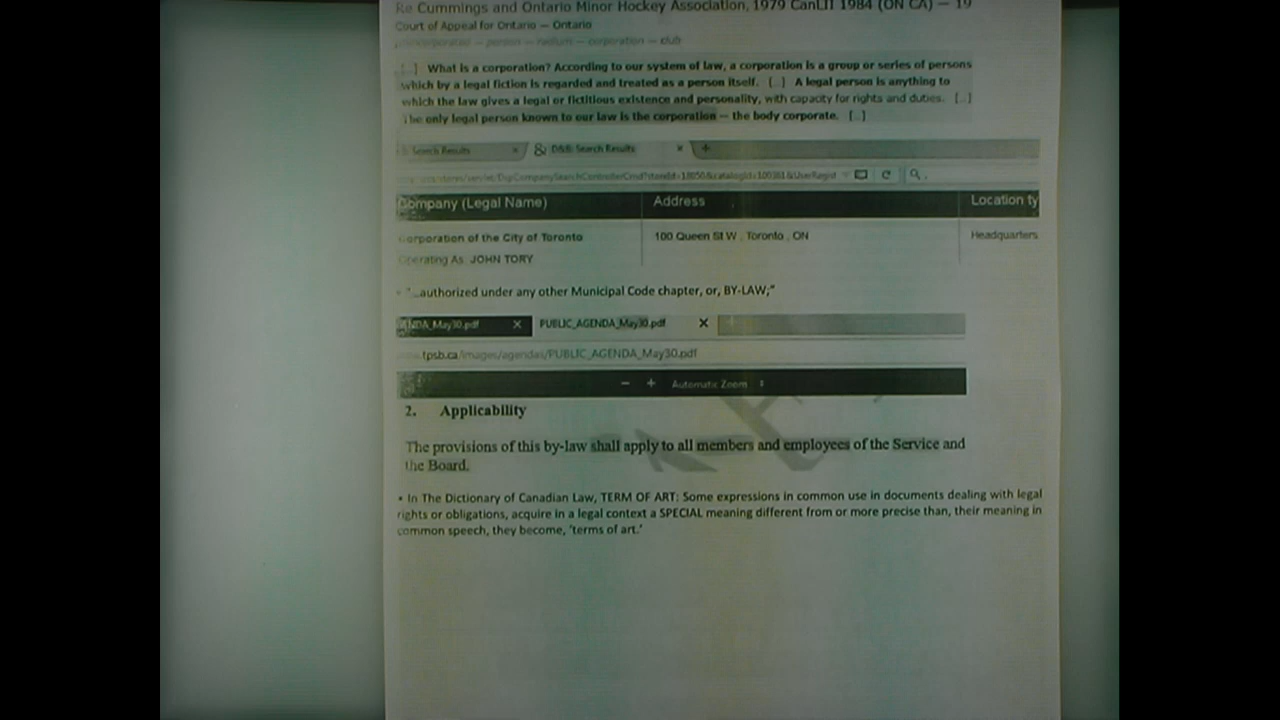 Re Cummings and Ontario Minor Hockey Association, 1979 CanLII 1984 (ON CA) — 19
Court of Appeal for Ontario — Ontario
— person — — corporation — club
[...] What is a corporation? According to our system of law, a corporation is a group or series of persons
which by a legal fiction is regarded and treated as a person itself. [...] A legal person is anything to
which the law gives a legal or fictitious existence and personality, with capacity for rights and duties. [...]
The only legal person known to our law is the corporation — the body corporate. [...]
Search Results × D&B: Search Results × +
Company (Legal Name) Address Location ty
Corporation of the City of Toronto 100 Queen St W , Toronto , ON Headquarters
Operating As: JOHN TORY
• "...authorized under any other Municipal Code chapter, or, BY-LAW;"
ENDA_May30.pdf × PUBLIC_AGENDA_May30.pdf ×
tpsb.ca/images/agendas/PUBLIC_AGENDA_May30.pdf
− + Automatic Zoom
2. Applicability
The provisions of this by-law shall apply to all members and employees of the Service and
the Board.
• In The Dictionary of Canadian Law, TERM OF ART: Some expressions in common use in documents dealing with legal
rights or obligations, acquire in a legal context a SPECIAL meaning different from or more precise than, their meaning in
common speech, they become, 'terms of art.'